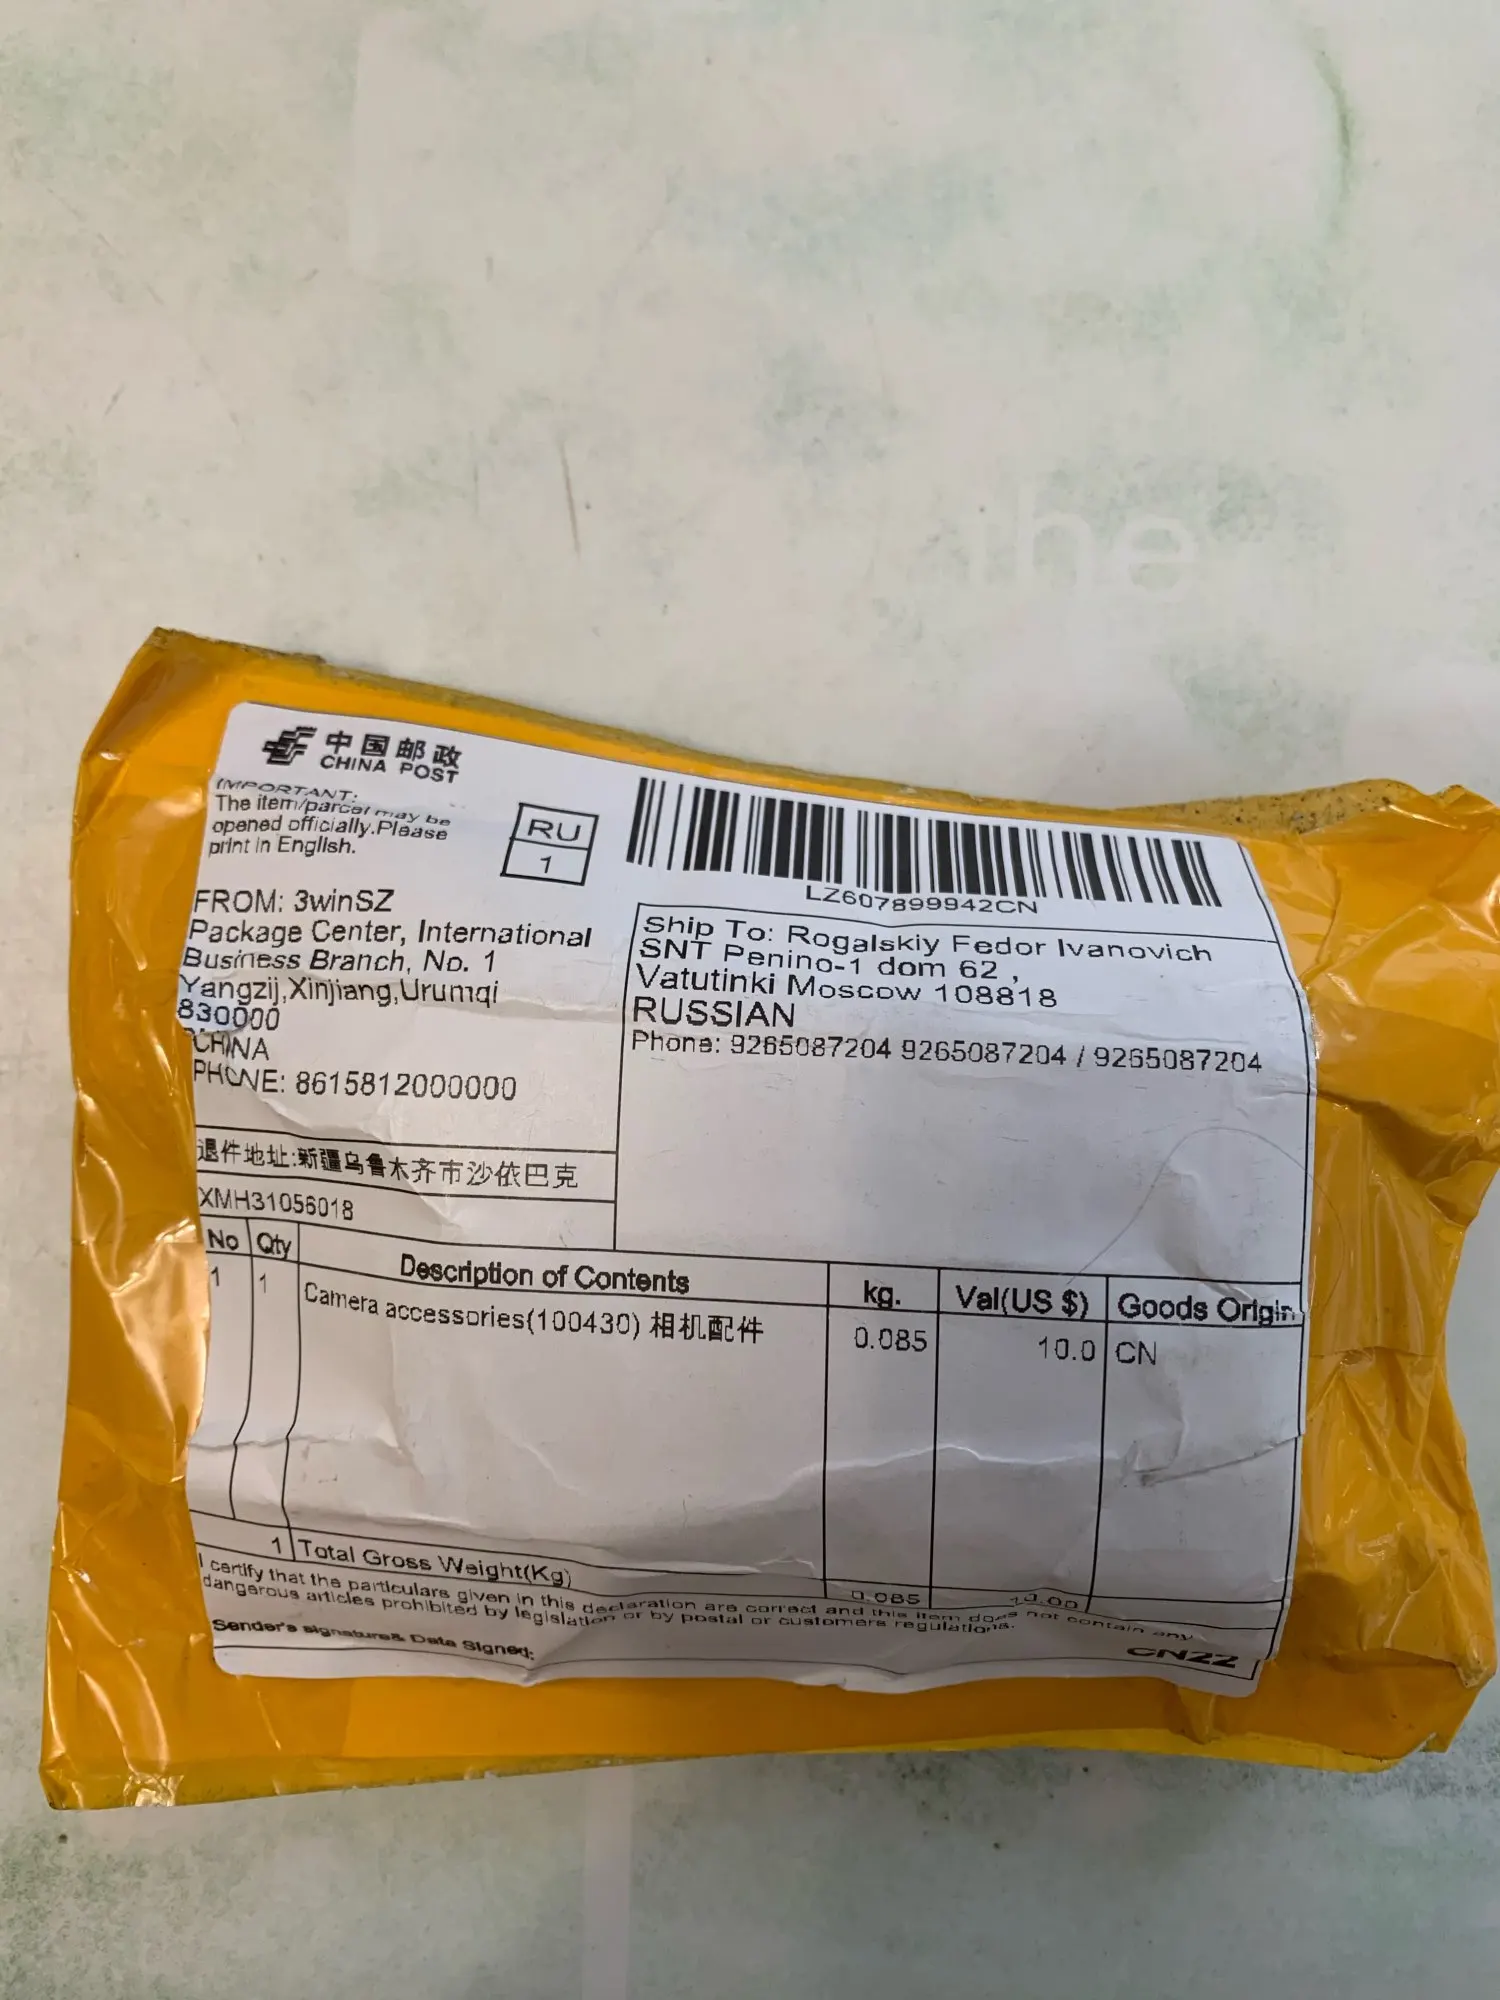 中国邮政
CHINA POST
IMPORTANT:
The item/parcel may be
opened officially.Please
print in English.
RU
1
LZ607899942CN
FROM: 3winSZ
Package Center, International
Business Branch, No. 1
Yangzij,Xinjiang,Urumqi
830000
CHINA
PHONE: 8615812000000
Ship To: Rogalskiy Fedor Ivanovich
SNT Penino-1 dom 62 ,
Vatutinki Moscow 108818
RUSSIAN
Phone: 9265087204 9265087204 / 9265087204
退件地址:新疆乌鲁木齐市沙依巴克
XMH31056018
No Qty Description of Contents kg. Val(US $) Goods Origin
1 1 Camera accessories(100430) 相机配件 0.085 10.0 CN
1 Total Gross Weight(Kg) 0.085 10.00
I certify that the particulars given in this declaration are correct and this item does not contain any
dangerous articles prohibited by legislation or by postal or customers regulations.
Sender's signature& Data Signed:
CN22
the